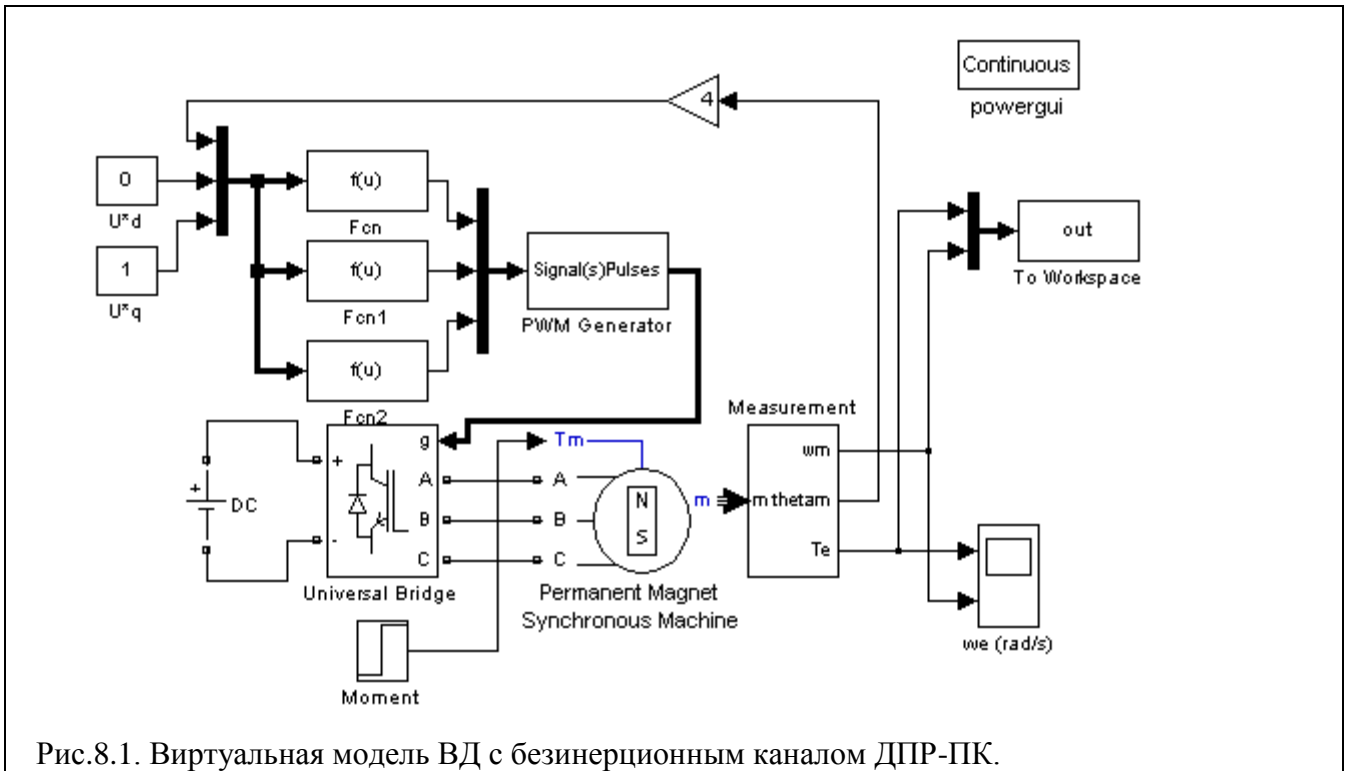 Continuous
powergui
4
0
U*d
1
U*q
f(u)
Fcn
f(u)
Fcn1
f(u)
Fcn2
Signal(s)Pulses
PWM Generator
out
To Workspace
Measurement
wm
m thetam
Te
+
DC
+
-
g
A
B
C
Universal Bridge
Tm
A
B
C
N
S
m
Permanent Magnet
Synchronous Machine
we (rad/s)
Moment
Рис.8.1. Виртуальная модель ВД с безинерционным каналом ДПР-ПК.